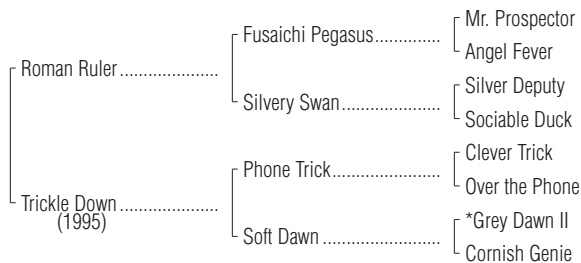 Mr. Prospector
Fusaichi Pegasus..............
Angel Fever
Roman Ruler.....................
Silver Deputy
Silvery Swan.....................
Sociable Duck
Clever Trick
Phone Trick.......................
Over the Phone
Trickle Down.....................
(1995)
*Grey Dawn II
Soft Dawn.........................
Cornish Genie